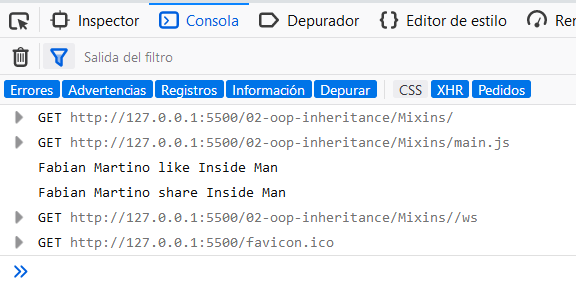 Inspector Consola Depurador Editor de estilo
Salida del filtro
Errores Advertencias Registros Información Depurar CSS XHR Pedidos
GET http://127.0.0.1:5500/02-oop-inheritance/Mixins/
GET http://127.0.0.1:5500/02-oop-inheritance/Mixins/main.js
Fabian Martino like Inside Man
Fabian Martino share Inside Man
GET http://127.0.0.1:5500/02-oop-inheritance/Mixins//ws
GET http://127.0.0.1:5500/favicon.ico